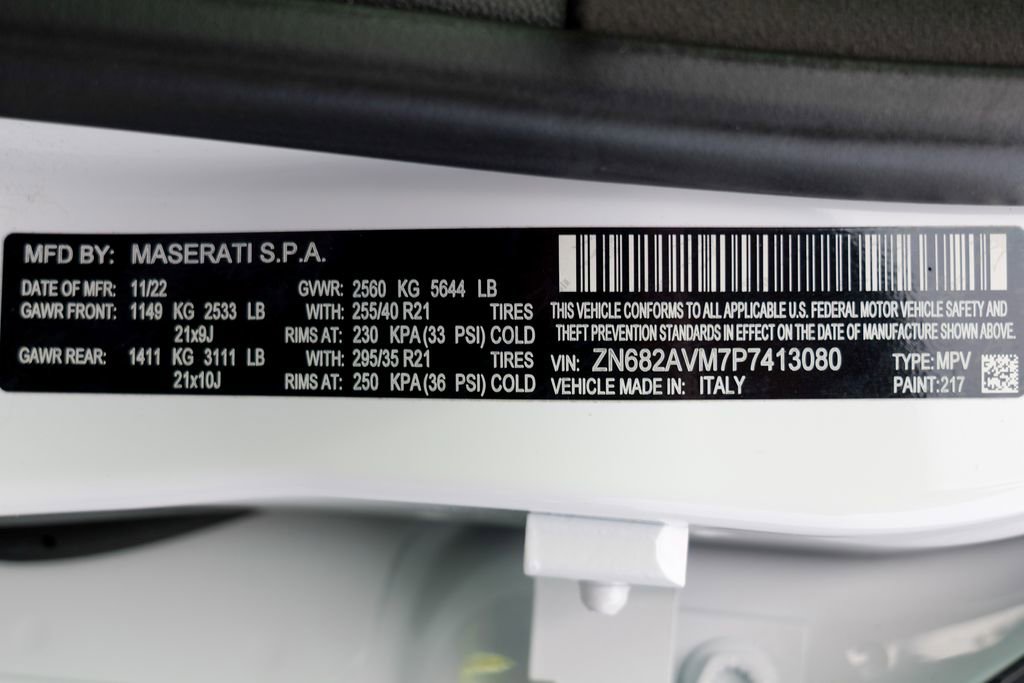 MFD BY: MASERATI S.P.A.
DATE OF MFR: 11/22 GVWR: 2560 KG 5644 LB
GAWR FRONT: 1149 KG 2533 LB WITH: 255/40 R21 TIRES
21x9J RIMS AT: 230 KPA(33 PSI) COLD
GAWR REAR: 1411 KG 3111 LB WITH: 295/35 R21 TIRES
21x10J RIMS AT: 250 KPA(36 PSI) COLD
THIS VEHICLE CONFORMS TO ALL APPLICABLE U.S. FEDERAL MOTOR VEHICLE SAFETY AND
THEFT PREVENTION STANDARDS IN EFFECT ON THE DATE OF MANUFACTURE SHOWN ABOVE.
VIN: ZN682AVM7P7413080 TYPE: MPV
VEHICLE MADE IN: ITALY PAINT:217